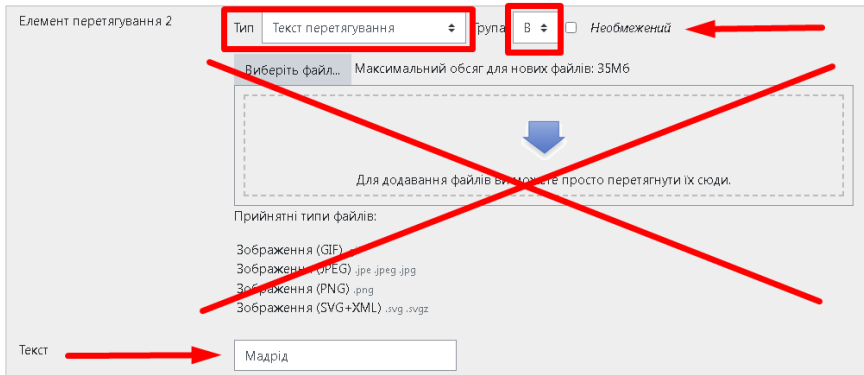 Елемент перетягування 2
Тип Текст перетягування Група B Необмежений
Виберіть файл... Максимальний обсяг для нових файлів: 35Мб
Для додавання файлів ви можете просто перетягнути їх сюди.
Прийнятні типи файлів:
Зображення (GIF)
Зображення (JPEG) .jpe .jpeg .jpg
Зображення (PNG) .png
Зображення (SVG+XML) .svg .svgz
Текст
Мадрід